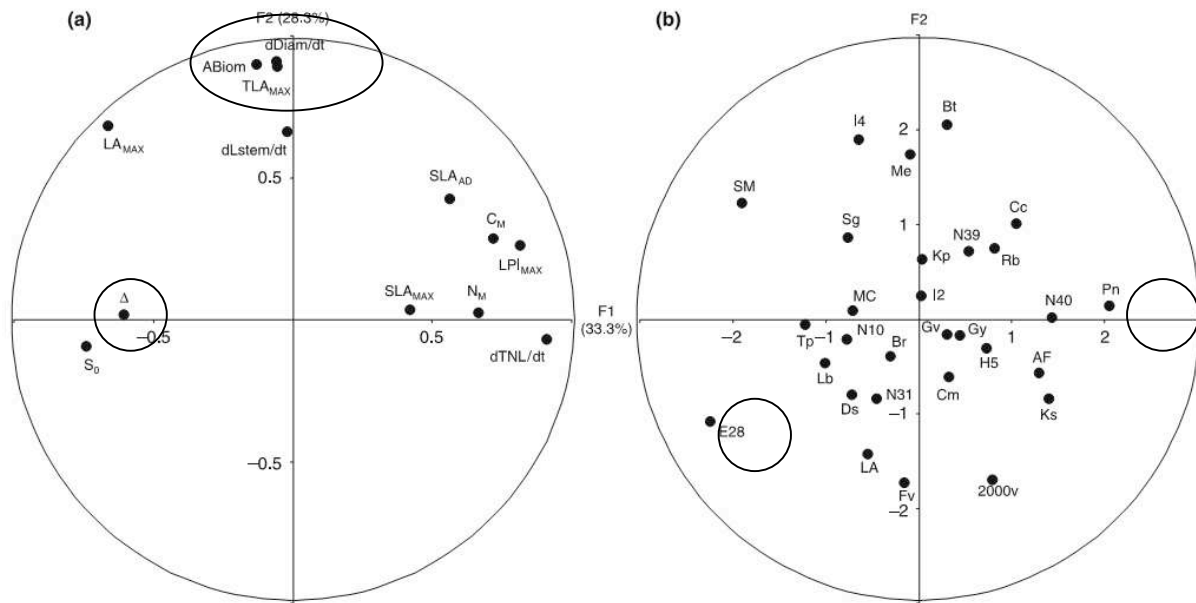 (a)
F2 (28.3%)
dDiam/dt
ABiom
TLA_MAX
LA_MAX
dLstem/dt
0.5
SLA_AD
C_M
LPl_MAX
Δ
SLA_MAX
N_M
F1
(33.3%)
−0.5
0.5
S_0
dTNL/dt
−0.5
(b)
F2
2
Bt
I4
Me
SM
Sg
1
Cc
N39
Kp
Rb
MC
I2
N40
Pn
−2
Tp
−1
N10
Br
Gv
Gy
1
2
H5
AF
Lb
Ds
N31
−1
Cm
Ks
E28
LA
Fv
−2
2000v